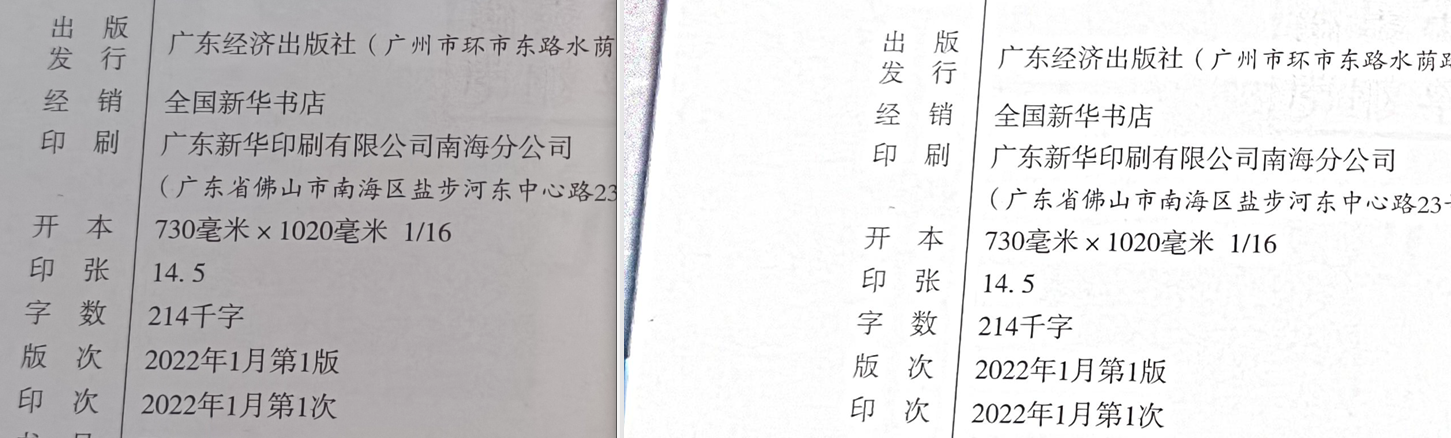 出 版
发 行
广东经济出版社（广州市环市东路水荫
经 销 全国新华书店
印 刷 广东新华印刷有限公司南海分公司
（广东省佛山市南海区盐步河东中心路23
开 本 730毫米×1020毫米 1/16
印 张 14.5
字 数 214千字
版 次 2022年1月第1版
印 次 2022年1月第1次
出 版
发 行
广东经济出版社（广州市环市东路水荫路
经 销 全国新华书店
印 刷 广东新华印刷有限公司南海分公司
（广东省佛山市南海区盐步河东中心路23
开 本 730毫米×1020毫米 1/16
印 张 14.5
字 数 214千字
版 次 2022年1月第1版
印 次 2022年1月第1次